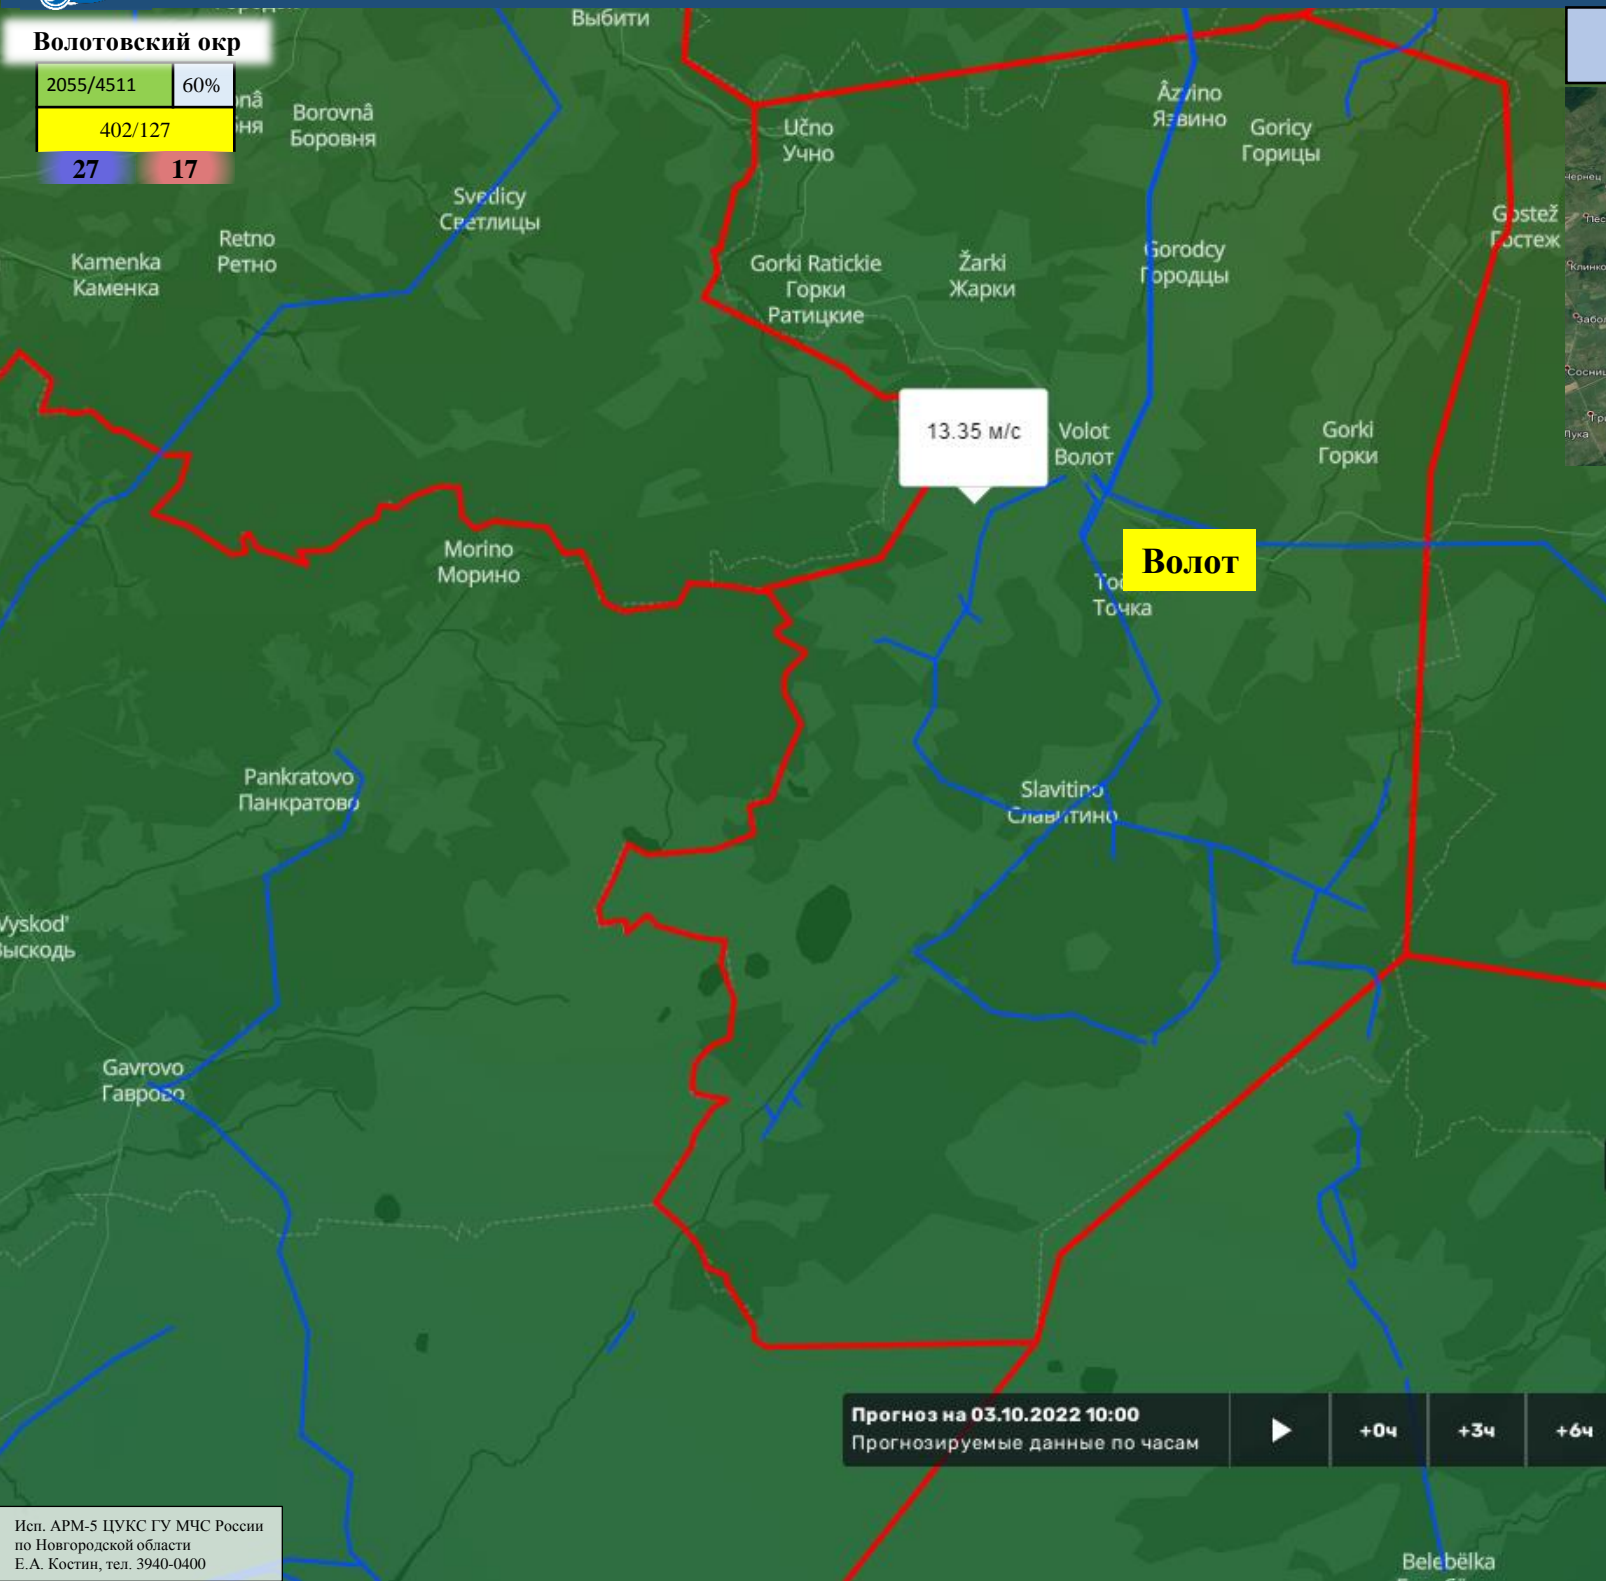 Выбити
Волотовский окр
2055/4511 60%
402/127
27 17
Borovnâ
Боровня
Učno
Учно
Âzvino
Язвино
Goricy
Горицы
Svetlicy
Светлицы
Gostež
Гостеж
Retno
Ретно
Kamenka
Каменка
Gorki Ratickie
Горки
Ратицкие
Žarki
Жарки
Gorodcy
Городцы
13.35 м/с
Volot
Волот
Gorki
Горки
Morino
Морино
Волот
Точка
Pankratovo
Панкратово
Slavitino
Славитино
Vyskod'
Выскодь
Gavrovo
Гаврово
Прогноз на 03.10.2022 10:00
Прогнозируемые данные по часам
+0ч +3ч +6ч
Исп. АРМ-5 ЦУКС ГУ МЧС России
по Новгородской области
Е.А. Костин, тел. 3940-0400
Belebëlka